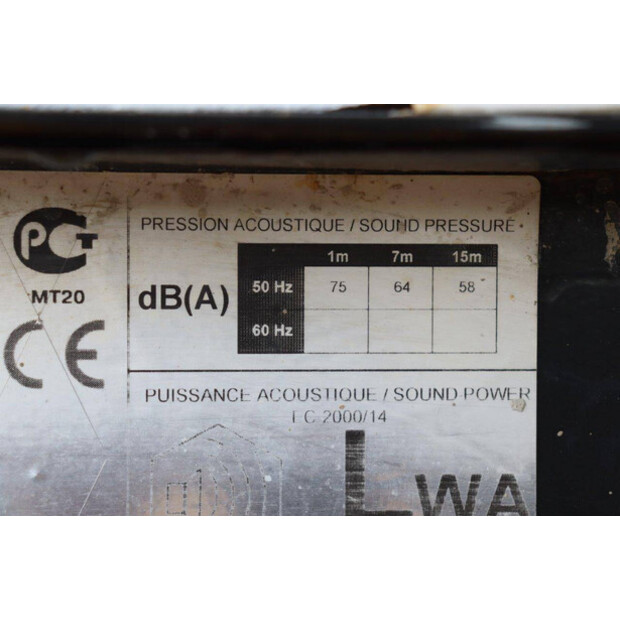 PCT
MT20
CE
PRESSION ACOUSTIQUE / SOUND PRESSURE
dB(A)
1m 7m 15m
50 Hz 75 64 58
60 Hz
PUISSANCE ACOUSTIQUE / SOUND POWER
EC 2000/14
LWA